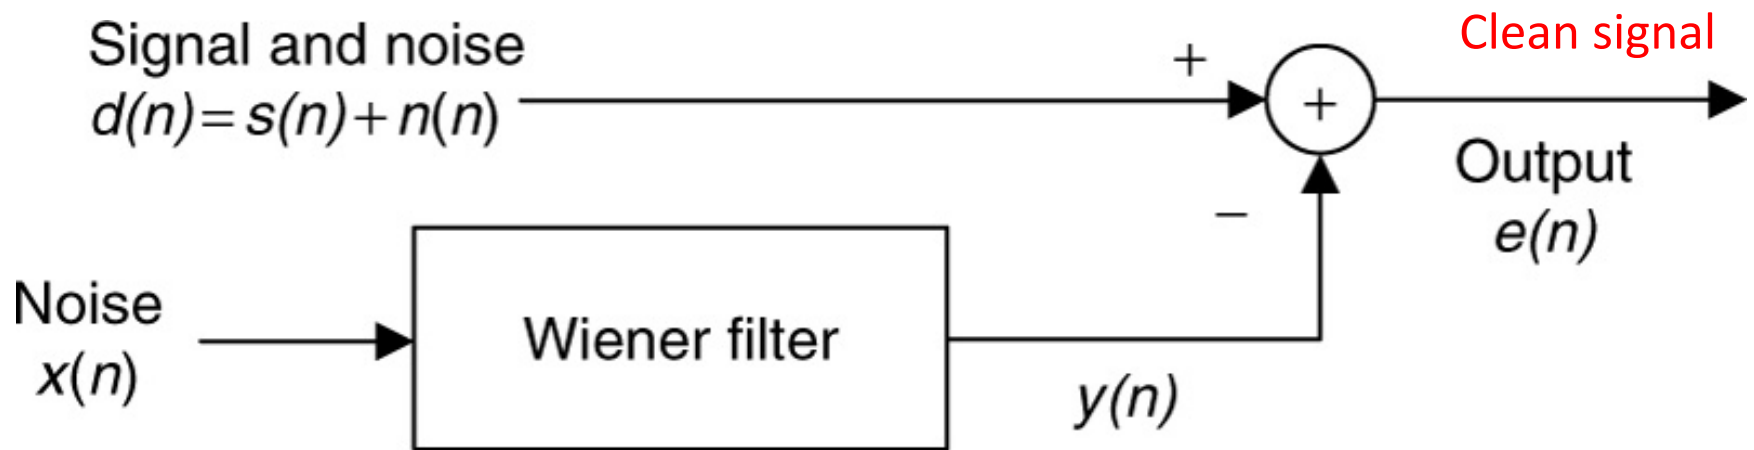 Signal and noise
d(n)=s(n)+n(n)
+
+
Clean signal
Output
e(n)
−
Noise
x(n)
Wiener filter
y(n)